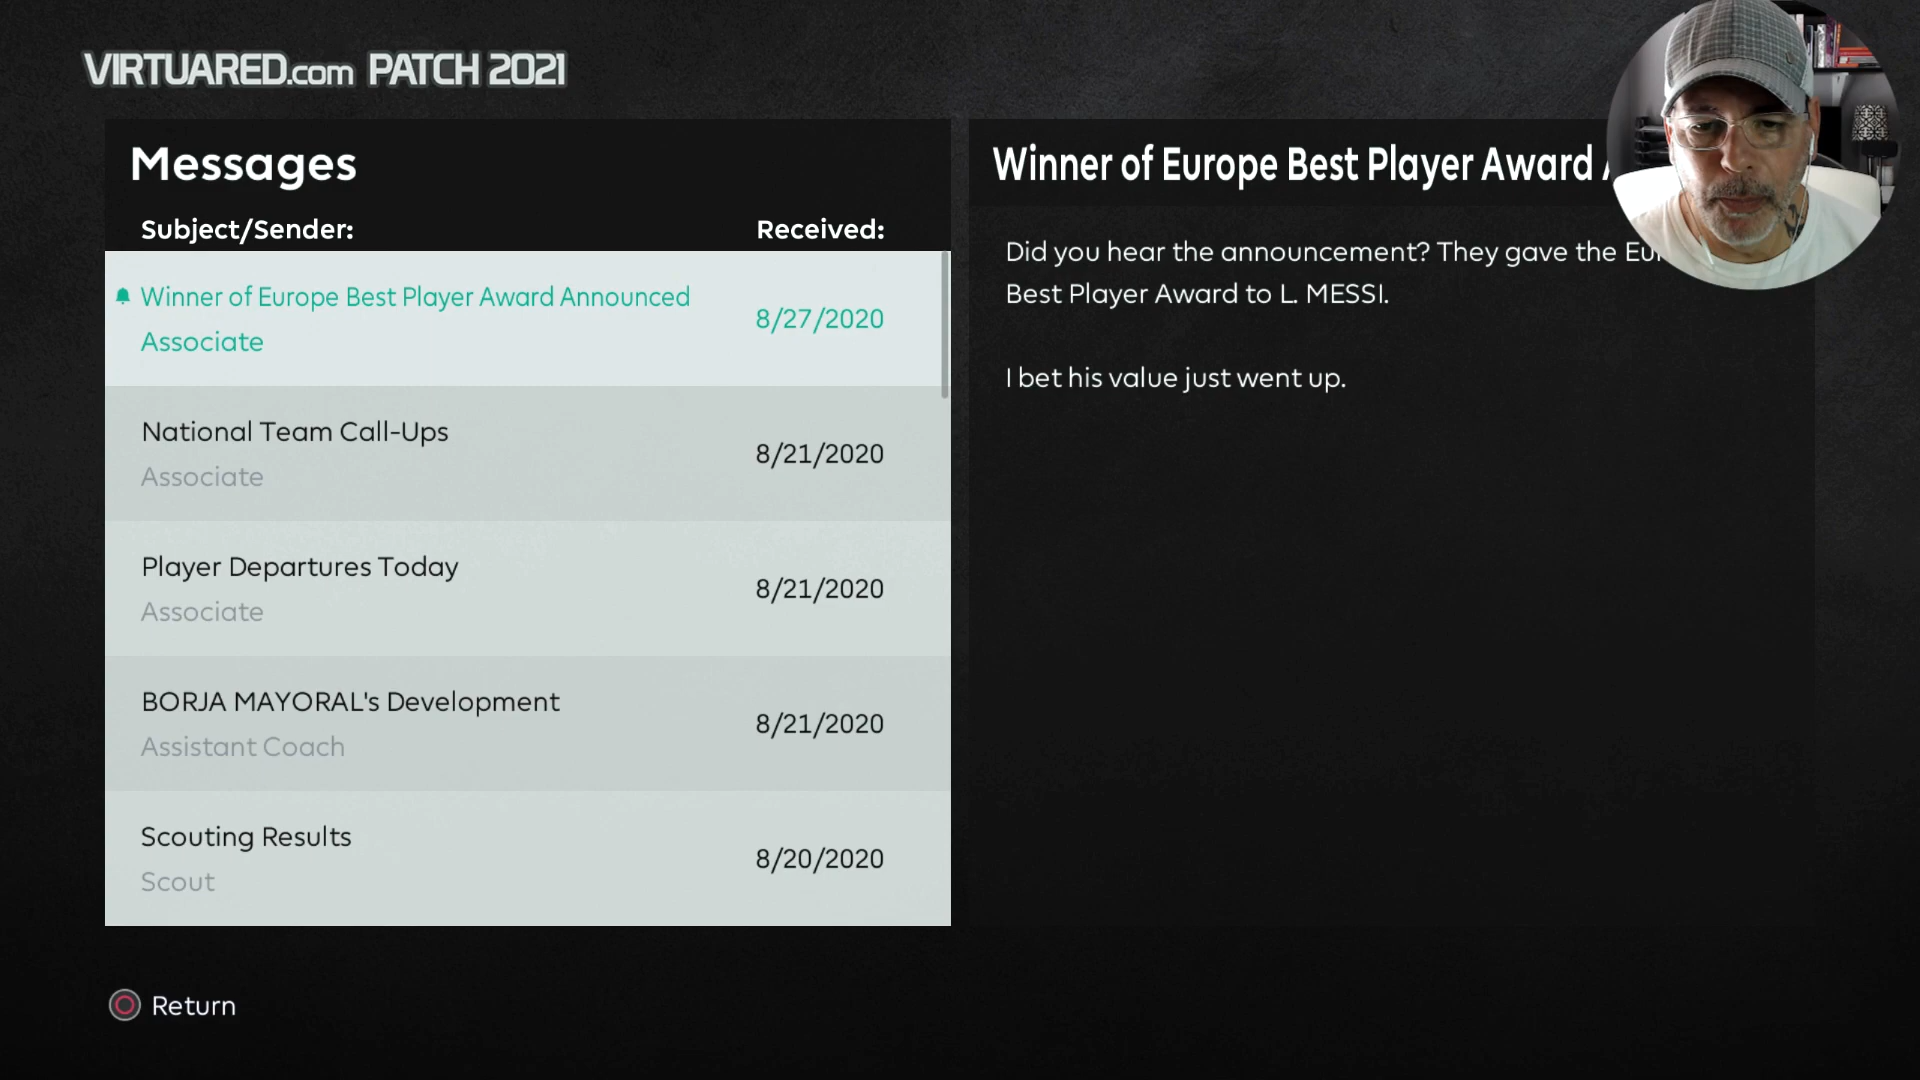 VIRTUARED.com PATCH 2021
Messages
Subject/Sender: Received:
Winner of Europe Best Player Award Announced
Associate
8/27/2020
National Team Call-Ups
Associate
8/21/2020
Player Departures Today
Associate
8/21/2020
BORJA MAYORAL's Development
Assistant Coach
8/21/2020
Scouting Results
Scout
8/20/2020
Winner of Europe Best Player Award
Did you hear the announcement? They gave the
Best Player Award to L. MESSI.
I bet his value just went up.
Return